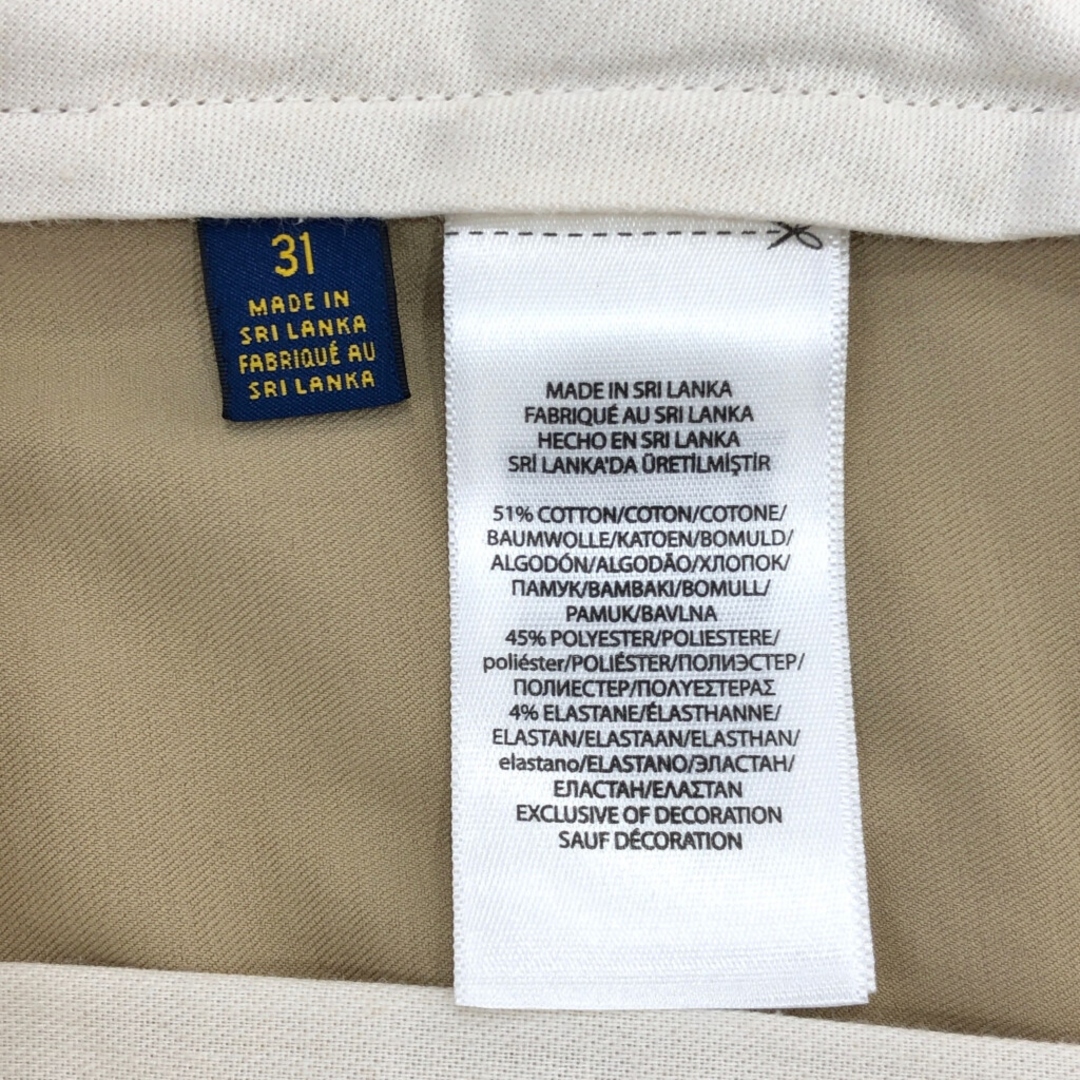 31
MADE IN
SRI LANKA
FABRIQUÉ AU
SRI LANKA
MADE IN SRI LANKA
FABRIQUÉ AU SRI LANKA
HECHO EN SRI LANKA
SRİ LANKA'DA ÜRETİLMİŞTİR
51% COTTON/COTON/COTONE/
BAUMWOLLE/KATOEN/BOMULD/
ALGODÓN/ALGODÃO/ХЛОПОК/
ПАМУК/ΒΑΜΒΑΚΙ/BOMULL/
PAMUK/BAVLNA
45% POLYESTER/POLIESTERE/
poliéster/POLIÉSTER/ПОЛИЭСТЕР/
ПОЛИЕСТЕР/ΠΟΛΥΕΣΤΕΡΑΣ
4% ELASTANE/ÉLASTHANNE/
ELASTAN/ELASTAAN/ELASTHAN/
elastano/ELASTANO/ЭЛАСТАН/
ЕЛАСТАН/ΕΛΑΣΤΑΝ
EXCLUSIVE OF DECORATION
SAUF DÉCORATION